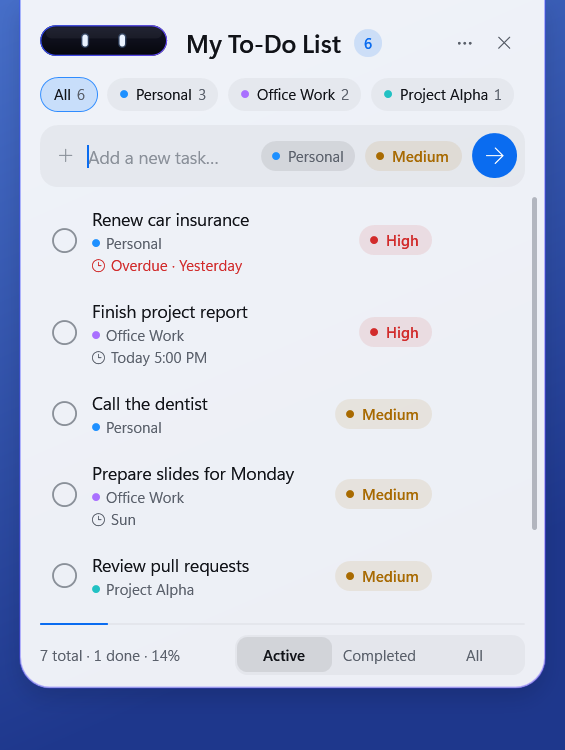 My To-Do List 6
All 6 Personal 3 Office Work 2 Project Alpha 1
Add a new task... Personal Medium
Renew car insurance
Personal
High
Overdue · Yesterday
Finish project report
Office Work
High
Today 5:00 PM
Call the dentist
Personal
Medium
Prepare slides for Monday
Office Work
Medium
Sun
Review pull requests
Project Alpha
Medium
7 total · 1 done · 14% Active Completed All